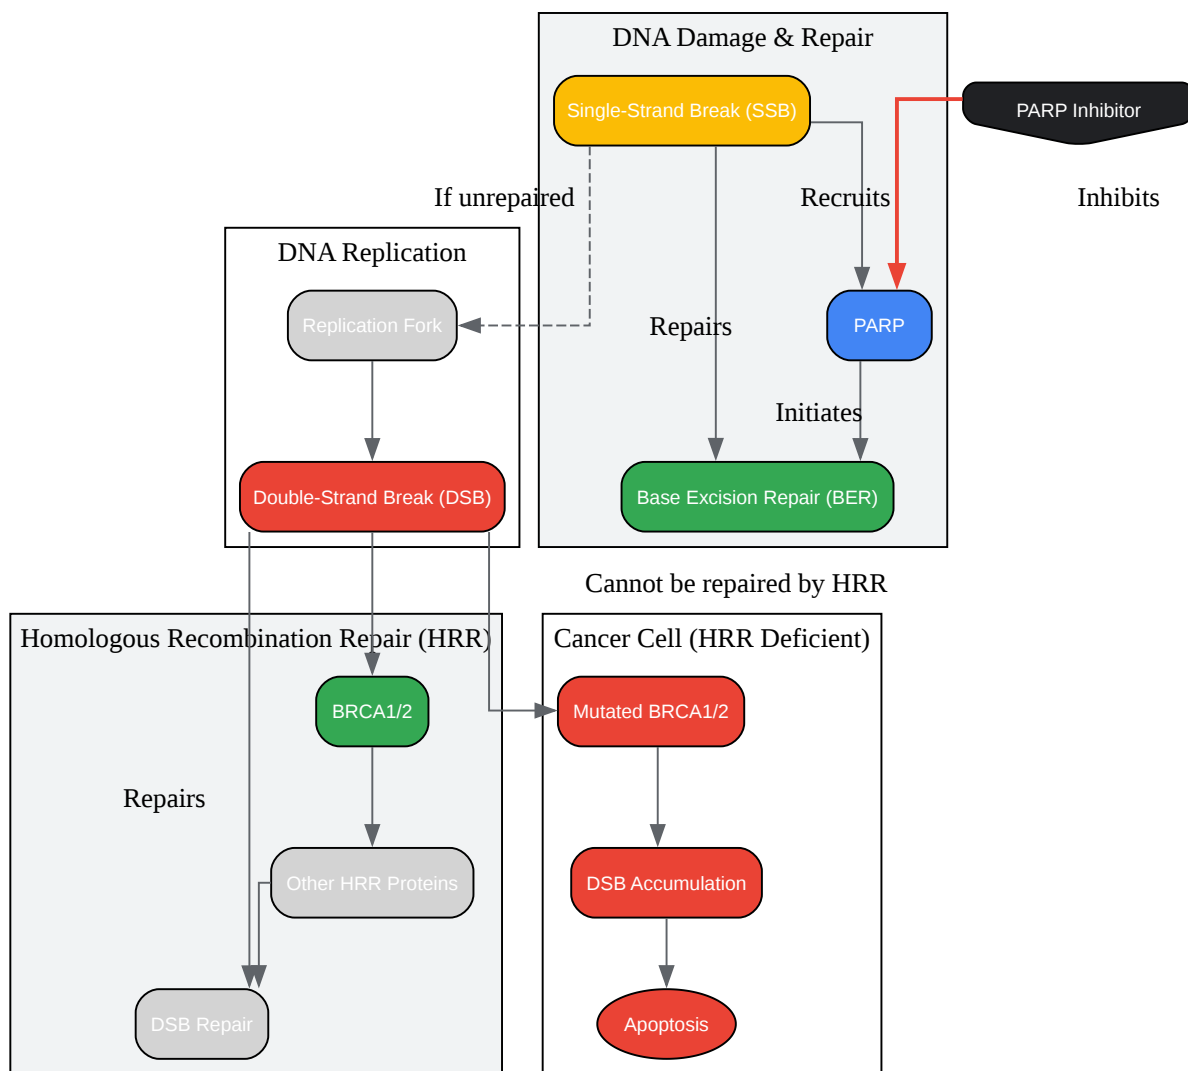 DNA Damage & Repair
Single-Strand Break (SSB)
PARP Inhibitor
If unrepaired
Recruits
Inhibits
DNA Replication
Replication Fork
Repairs
PARP
Initiates
Double-Strand Break (DSB)
Base Excision Repair (BER)
Cannot be repaired by HRR
Homologous Recombination Repair (HRR)
Cancer Cell (HRR Deficient)
BRCA1/2
Mutated BRCA1/2
Repairs
Other HRR Proteins
DSB Accumulation
DSB Repair
Apoptosis